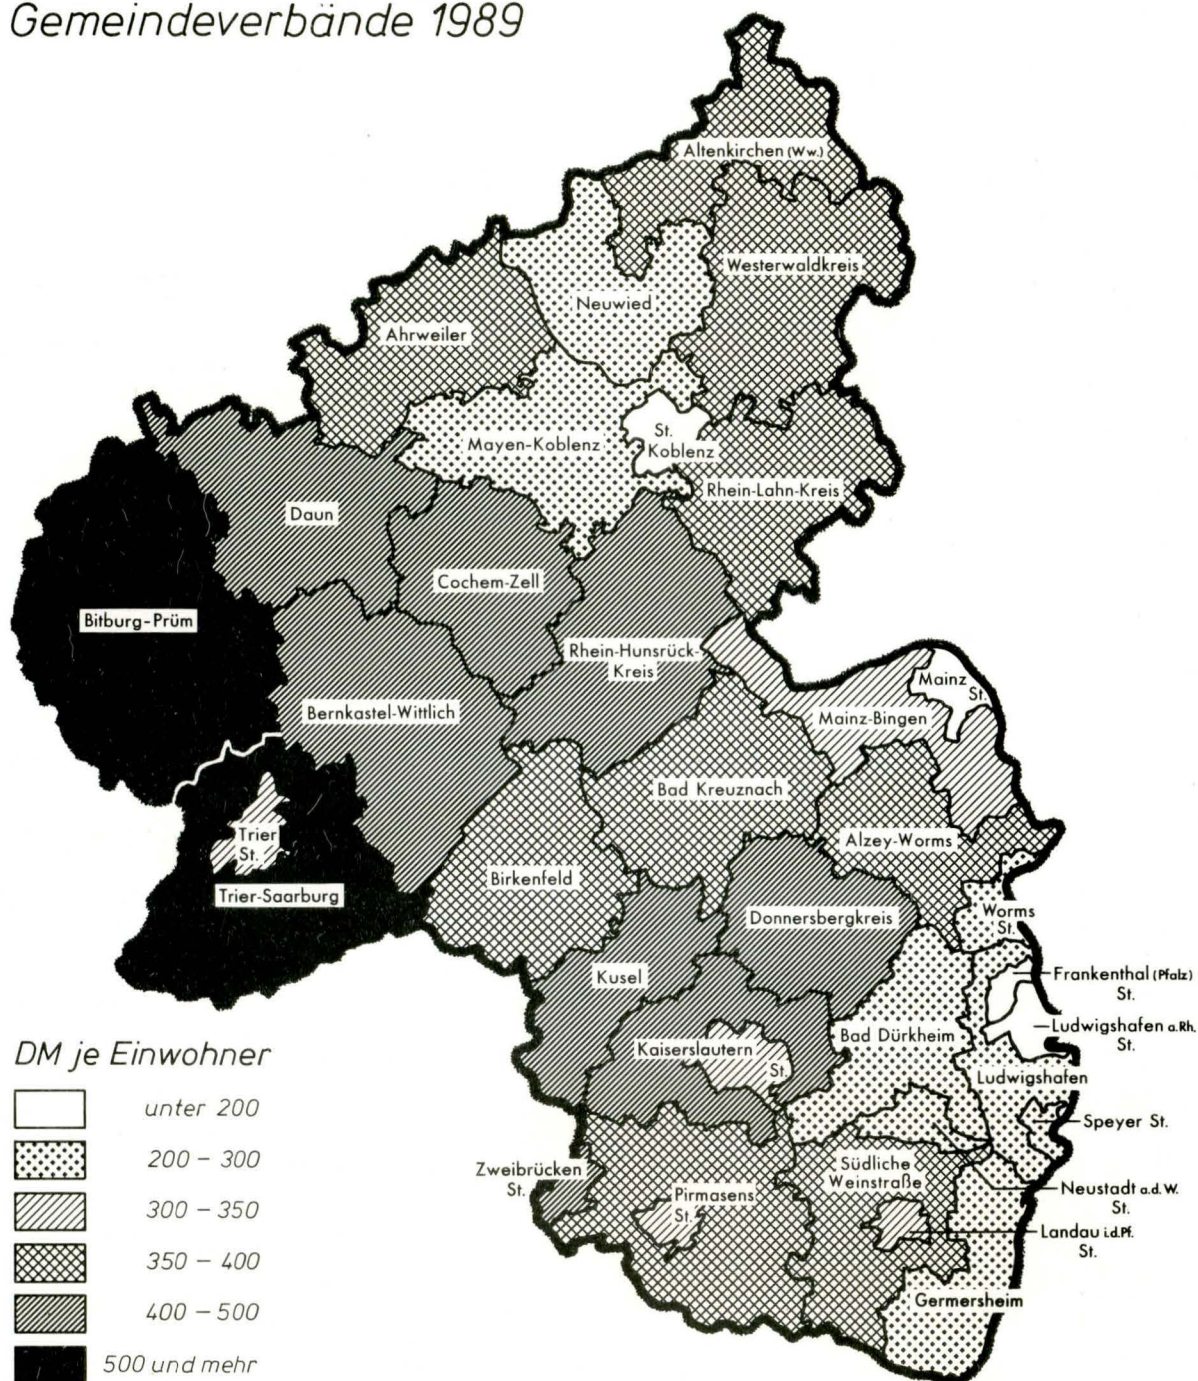 Gemeindeverbände 1989
Altenkirchen (Ww.)
Westerwaldkreis
Neuwied
Ahrweiler
St.
Koblenz
Mayen-Koblenz
Rhein-Lahn-Kreis
Daun
Cochem-Zell
Bitburg-Prüm
Rhein-Hunsrück-
Kreis
Mainz
St.
Bernkastel-Wittlich
Mainz-Bingen
Bad Kreuznach
Trier
St.
Alzey-Worms
Birkenfeld
Trier-Saarburg
Donnersbergkreis
Worms
St.
Kusel
Frankenthal (Pfalz)
St.
Ludwigshafen a.Rh.
St.
Bad Dürkheim
Kaiserslautern
St.
Ludwigshafen
Speyer St.
Zweibrücken
St.
Südliche
Weinstraße
Pirmasens
St.
Neustadt a.d.W.
St.
Landau i.d.Pf.
St.
Germersheim
DM je Einwohner
unter 200
200 – 300
300 – 350
350 – 400
400 – 500
500 und mehr